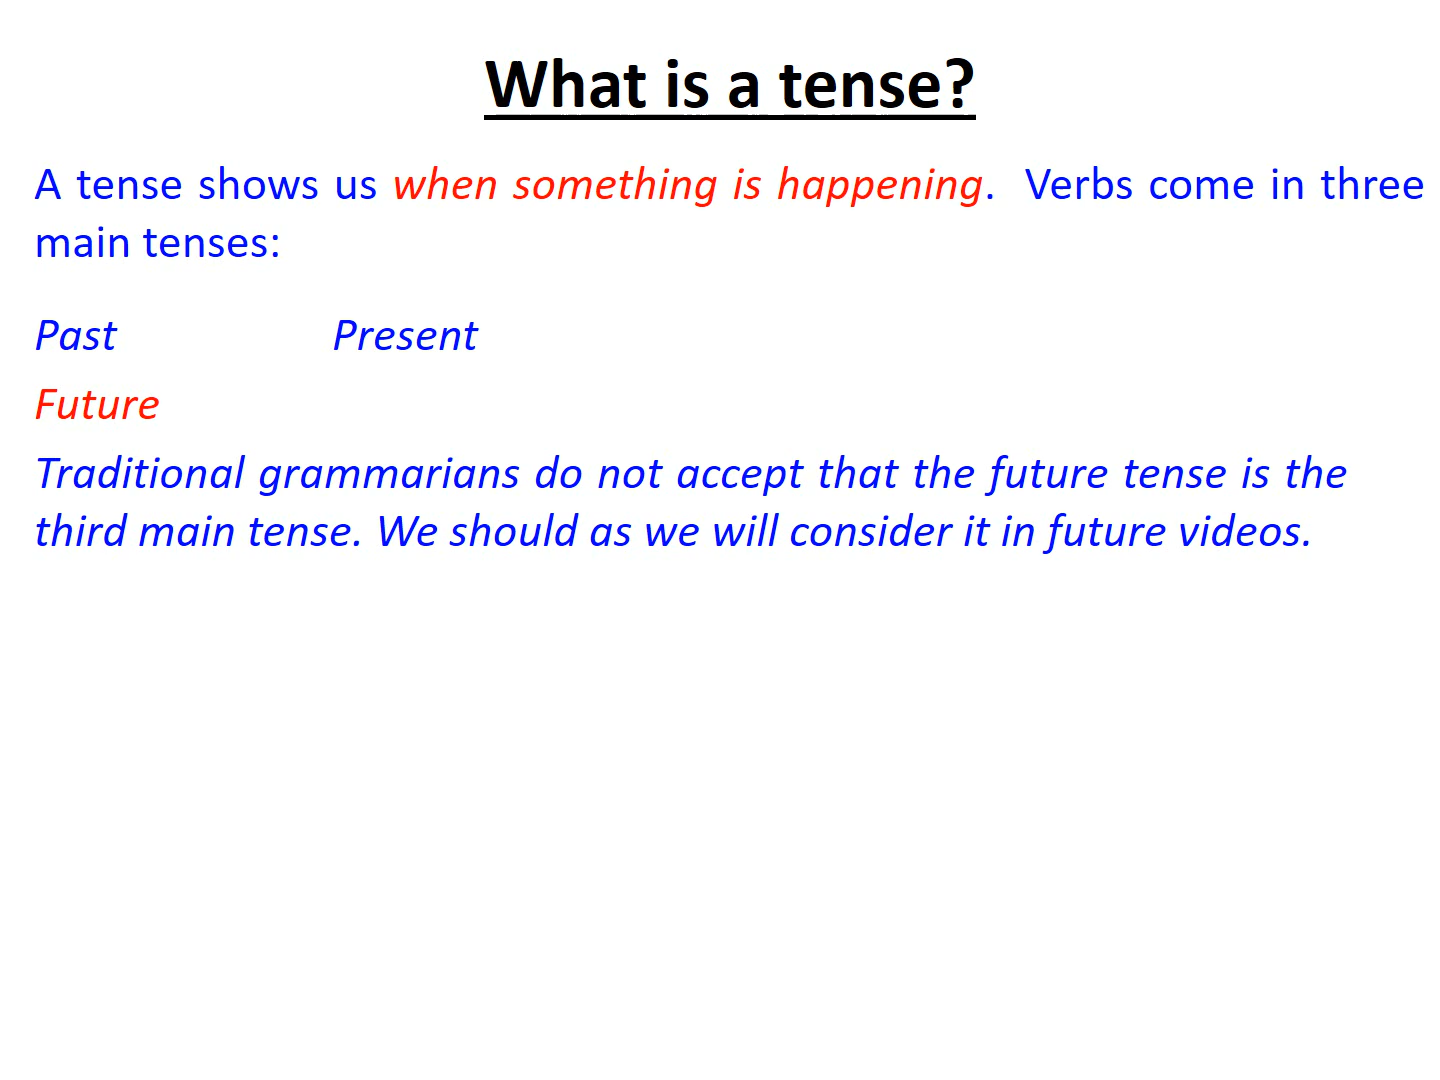 What is a tense?
A tense shows us when something is happening.  Verbs come in three
main tenses:
Past Present
Future
Traditional grammarians do not accept that the future tense is the
third main tense. We should as we will consider it in future videos.